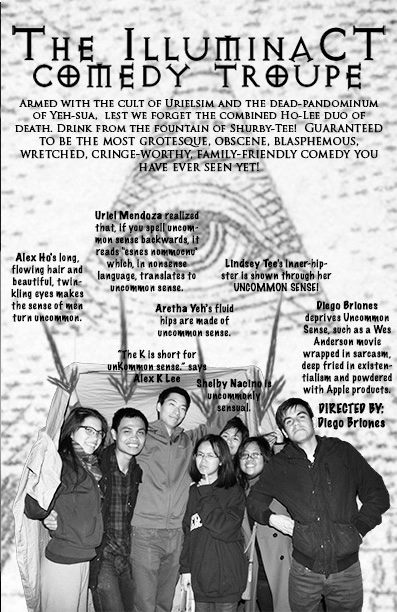 The IlluminaCT
Comedy Troupe
Armed with the cult of Urielsim and the dead-pandominum
of Yeh-sua, lest we forget the combined Ho-Lee duo of
death. Drink from the fountain of Shurby-Tee! Guaranteed
to be the most grotesque, obscene, blasphemous,
wretched, cringe-worthy, family-friendly comedy you
have ever seen yet!
Uriel Mendoza realized
that, if you spell uncom-
mon sense backwards, it
reads "esnes nommocnu"
which, in nonsense
language, translates to
uncommon sense.
Alex Ho's long,
flowing hair and
beautiful, twin-
kling eyes makes
the sense of men
turn uncommon.
Lindsey Tee's inner-hip-
ster is shown through her
UNCOMMON SENSE!
Aretha Yeh's fluid
hips are made of
uncommon sense.
Diego Briones
deprives Uncommon
Sense, such as a Wes
Anderson movie
wrapped in sarcasm,
deep fried in existen-
tialism and powdered
with Apple products.
"The K is short for
unKommon sense." says
Alex K Lee
Shelby Nacino is
uncommonly
sensual.
DIRECTED BY:
Diego Briones